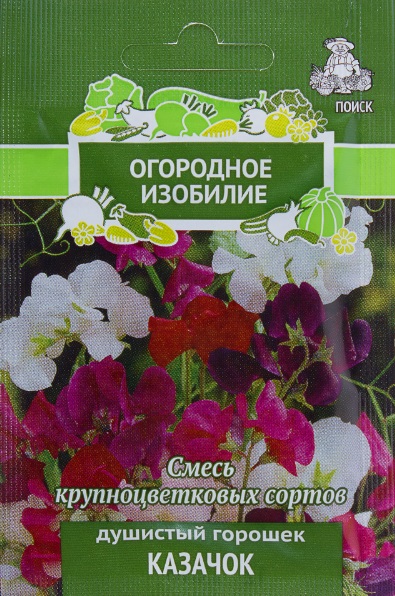 ПОИСК
ОГОРОДНОЕ
ИЗОБИЛИЕ
Смесь
крупноцветковых сортов
душистый горошек
КАЗАЧОК